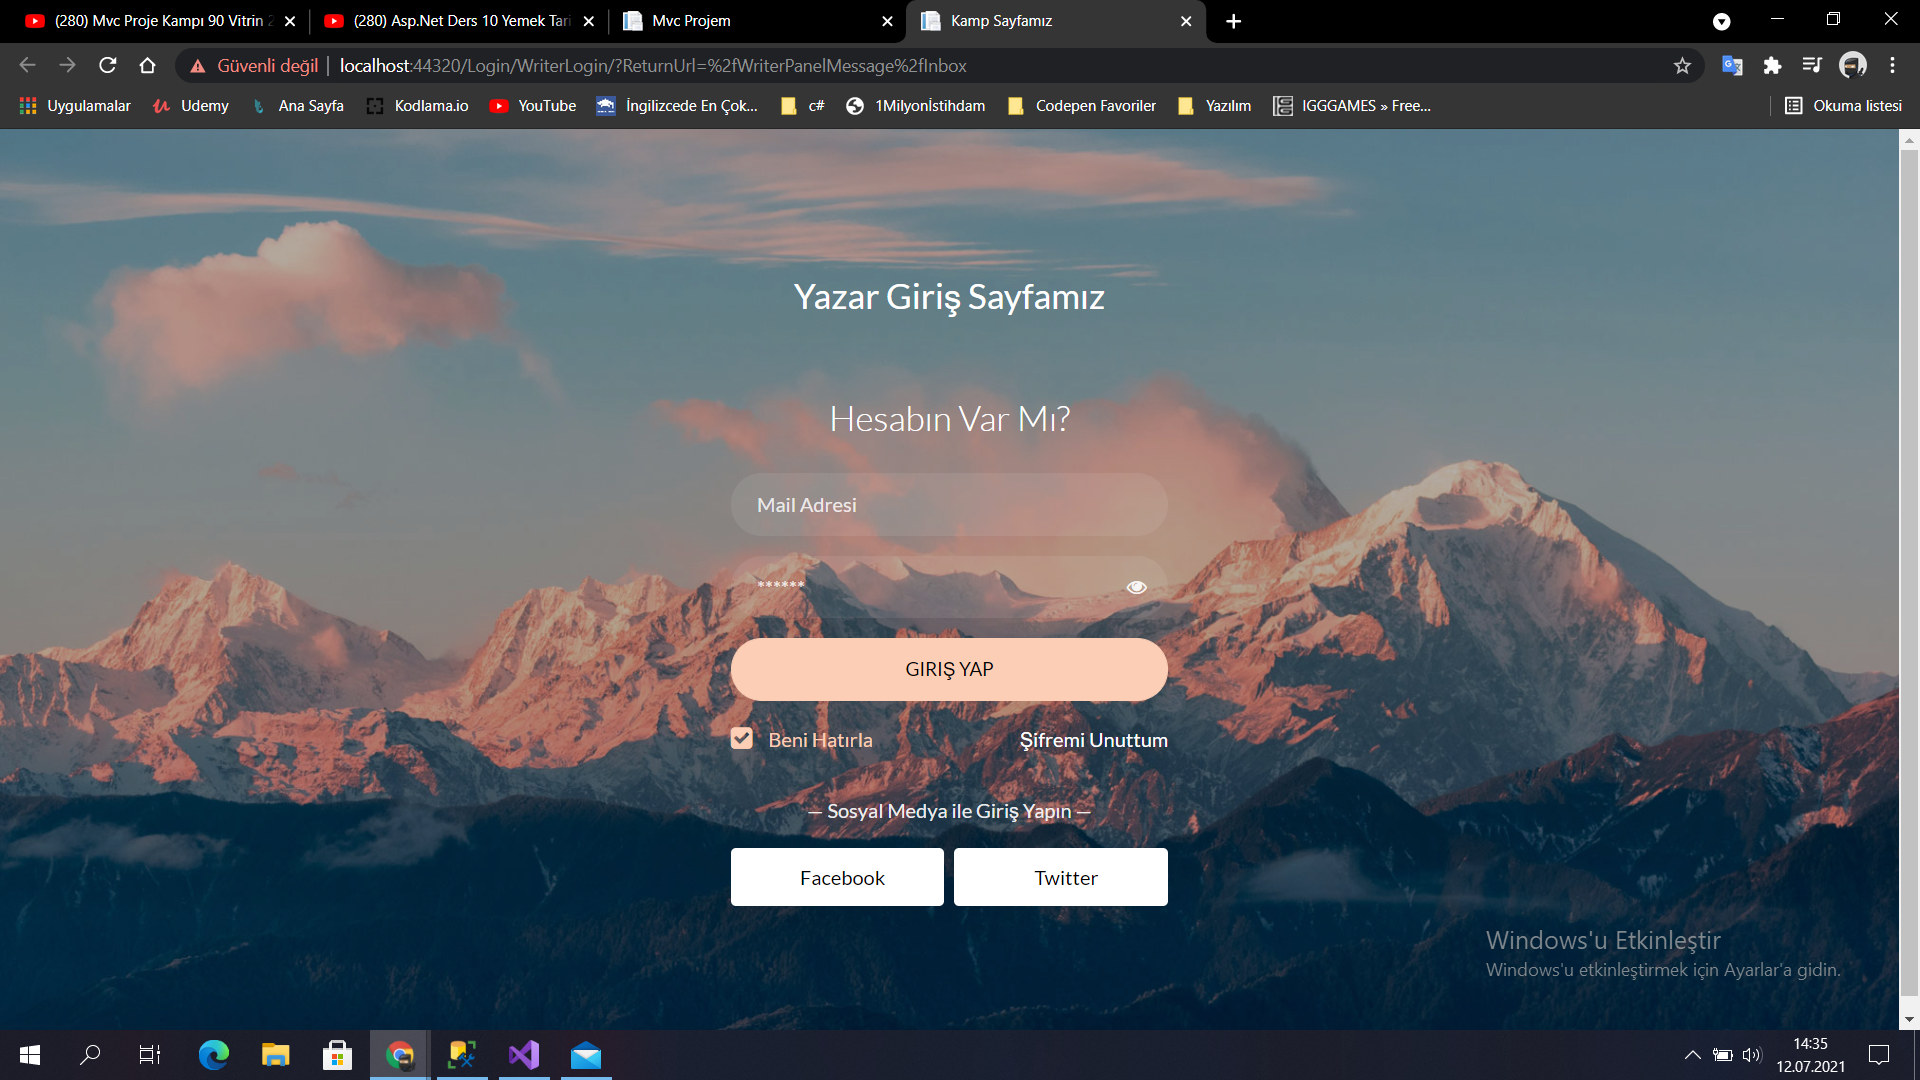 (280) Mvc Proje Kampı 90 Vitrin
(280) Asp.Net Ders 10 Yemek Tari
Mvc Projem
Kamp Sayfamız
Güvenli değil
localhost:44320/Login/WriterLogin/?ReturnUrl=%2fWriterPanelMessage%2fInbox
Uygulamalar
Udemy
Ana Sayfa
Kodlama.io
YouTube
İngilizcede En Çok...
c#
1Milyonİstihdam
Codepen Favoriler
Yazılım
IGGGAMES » Free...
Okuma listesi
Yazar Giriş Sayfamız
Hesabın Var Mı?
Mail Adresi
******
GIRIŞ YAP
Beni Hatırla
Şifremi Unuttum
— Sosyal Medya ile Giriş Yapın —
Facebook
Twitter
Windows'u Etkinleştir
Windows'u etkinleştirmek için Ayarlar'a gidin.
14:35
12.07.2021